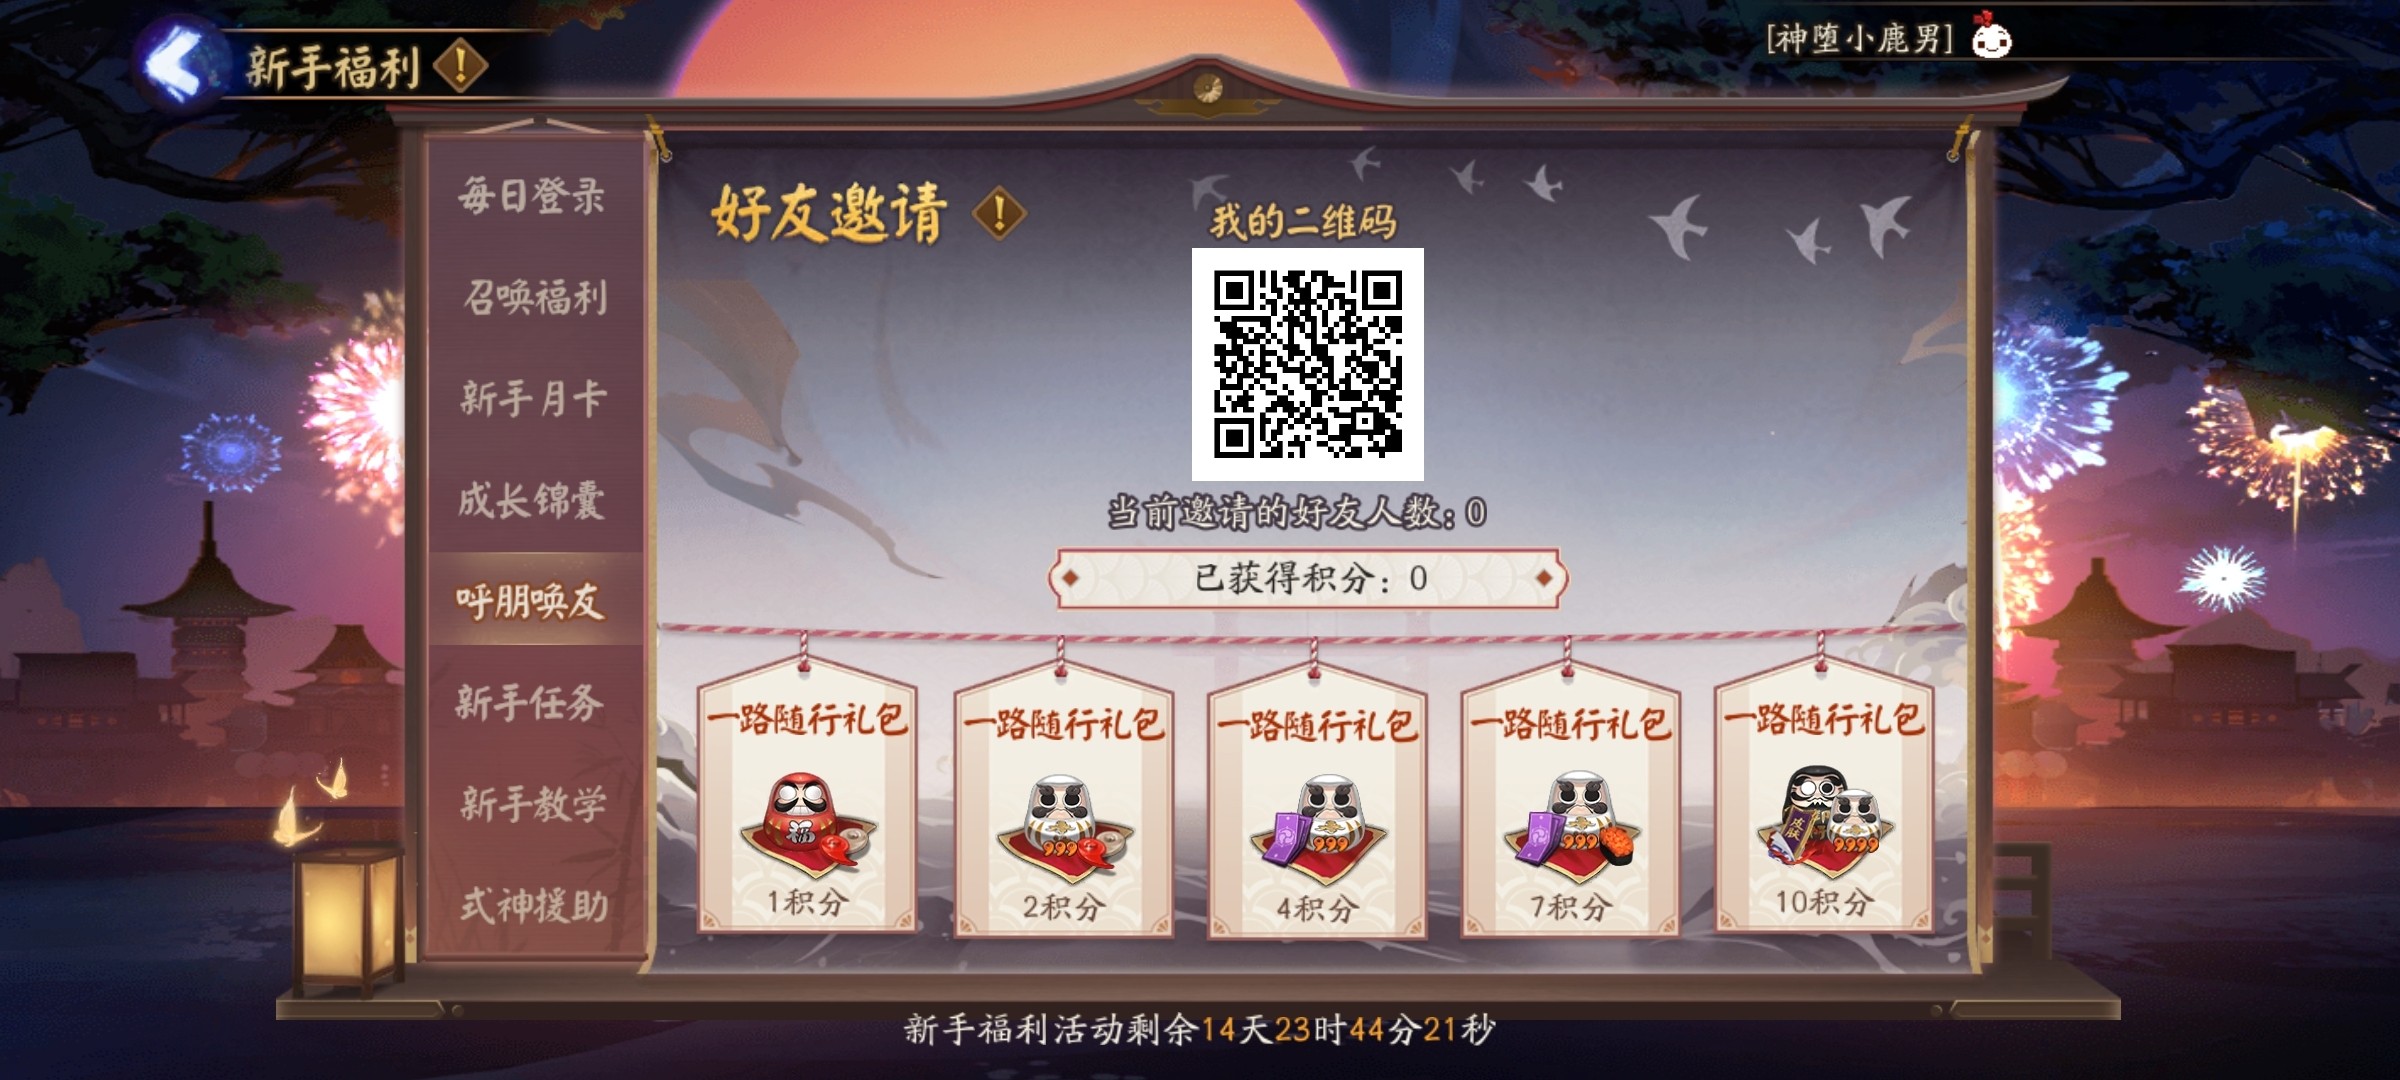 新手福利
[神堕小鹿男]
每日登录
召唤福利
新手月卡
成长锦囊
呼朋唤友
新手任务
新手教学
式神援助
好友邀请
我的二维码
当前邀请的好友人数：0
已获得积分：0
一路随行礼包
福
1积分
一路随行礼包
2积分
一路随行礼包
4积分
一路随行礼包
7积分
一路随行礼包
皮肤
10积分
新手福利活动剩余14天23时44分21秒